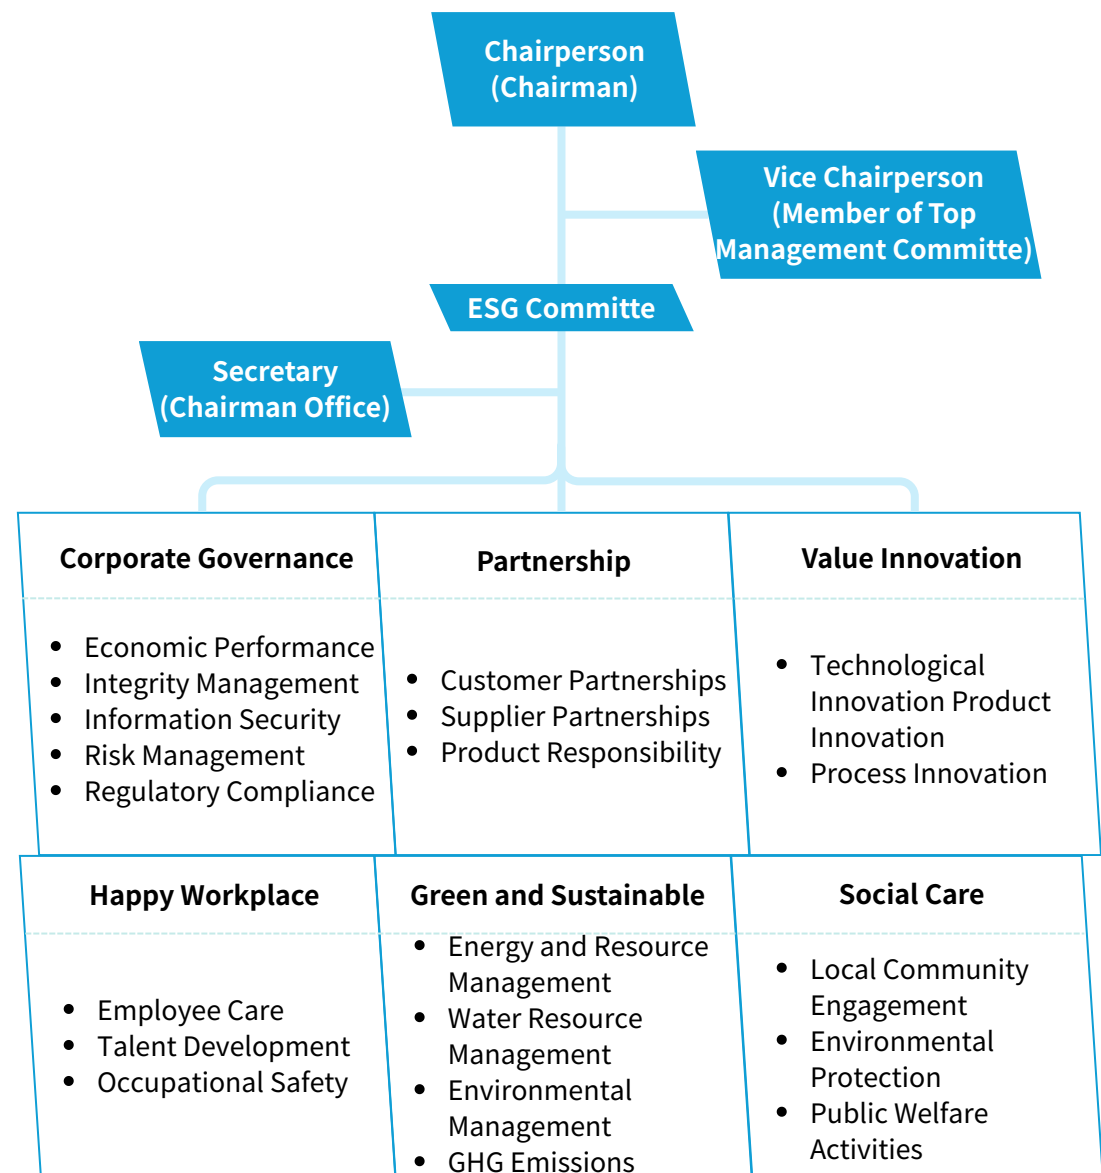 Chairperson
(Chairman)
Vice Chairperson
(Member of Top
Management Committe)
ESG Committe
Secretary
(Chairman Office)
Corporate Governance
• Economic Performance
• Integrity Management
• Information Security
• Risk Management
• Regulatory Compliance
Partnership
• Customer Partnerships
• Supplier Partnerships
• Product Responsibility
Value Innovation
• Technological
Innovation Product
Innovation
• Process Innovation
Happy Workplace
• Employee Care
• Talent Development
• Occupational Safety
Green and Sustainable
• Energy and Resource
Management
• Water Resource
Management
• Environmental
Management
• GHG Emissions
Social Care
• Local Community
Engagement
• Environmental
Protection
• Public Welfare
Activities